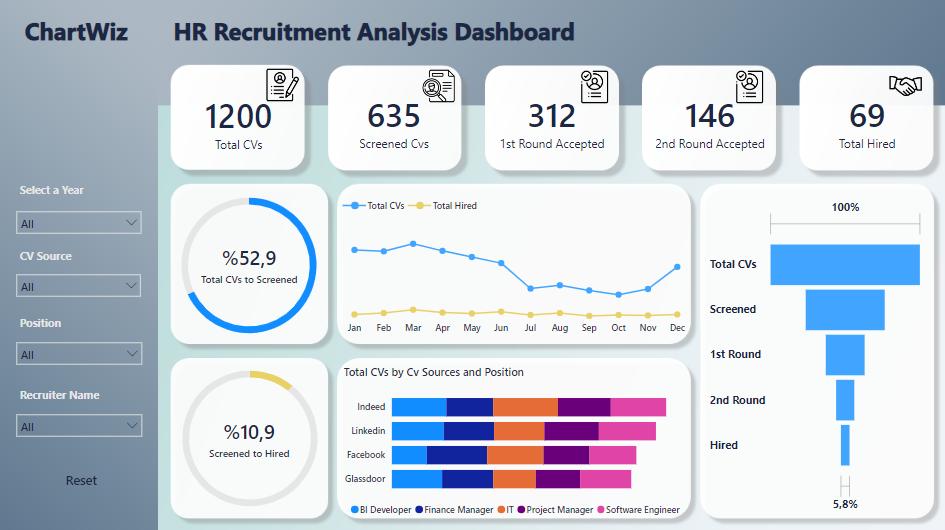 ChartWiz
HR Recruitment Analysis Dashboard
1200
Total CVs
635
Screened Cvs
312
1st Round Accepted
146
2nd Round Accepted
69
Total Hired
Select a Year
All
CV Source
All
Position
All
Recruiter Name
All
Reset
%52,9
Total CVs to Screened
Total CVs Total Hired
Jan Feb Mar Apr May Jun Jul Aug Sep Oct Nov Dec
%10,9
Screened to Hired
Total CVs by Cv Sources and Position
Indeed
Linkedin
Facebook
Glassdoor
BI Developer Finance Manager IT Project Manager Software Engineer
100%
Total CVs
Screened
1st Round
2nd Round
Hired
5,8%